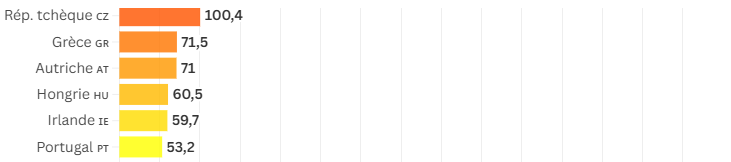 Rép. tchèque CZ 100,4
Grèce GR 71,5
Autriche AT 71
Hongrie HU 60,5
Irlande IE 59,7
Portugal PT 53,2